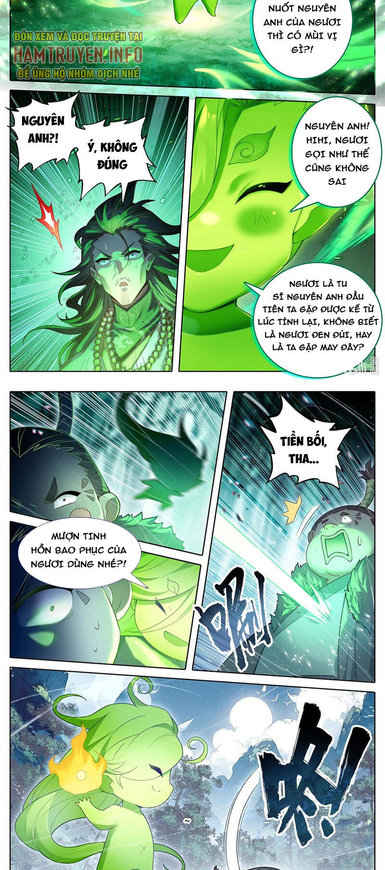 NUỐT NGUYÊN
ANH CỦA NGƯƠI
THÌ CÓ MÙI VỊ
GÌ?!
ĐÓN XEM VÀ ĐỌC TRUYỆN TẠI
HAMTRUYEN.INFO
ĐỂ ỦNG HỘ NHÓM DỊCH NHÉ
NGUYÊN
ANH?!
Ý, KHÔNG
ĐÚNG
NGUYÊN ANH!
HIHI, NGƯƠI
GỌI NHƯ THẾ
CŨNG KHÔNG
SAI
NGƯƠI LÀ TU
SĨ NGUYÊN ANH ĐẦU
TIÊN TA GẶP ĐƯỢC KỂ TỪ
LÚC TỈNH LẠI, KHÔNG BIẾT
LÀ NGƯƠI ĐEN ĐỦI, HAY
LÀ TA GẶP MAY ĐÂY?
TIỀN BỐI,
THA...
MƯỢN TINH
HỒN BAO PHỤC CỦA
NGƯƠI DÙNG NHÉ?!
~